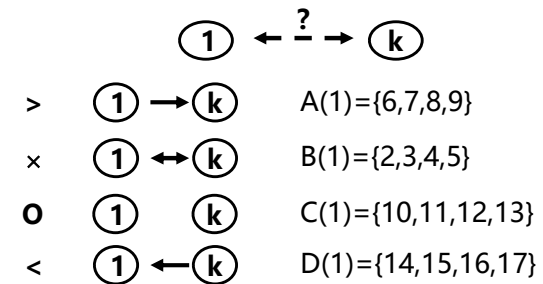 1 ? k
> 1 k A(1)={6,7,8,9}
× 1 k B(1)={2,3,4,5}
O 1 k C(1)={10,11,12,13}
< 1 k D(1)={14,15,16,17}